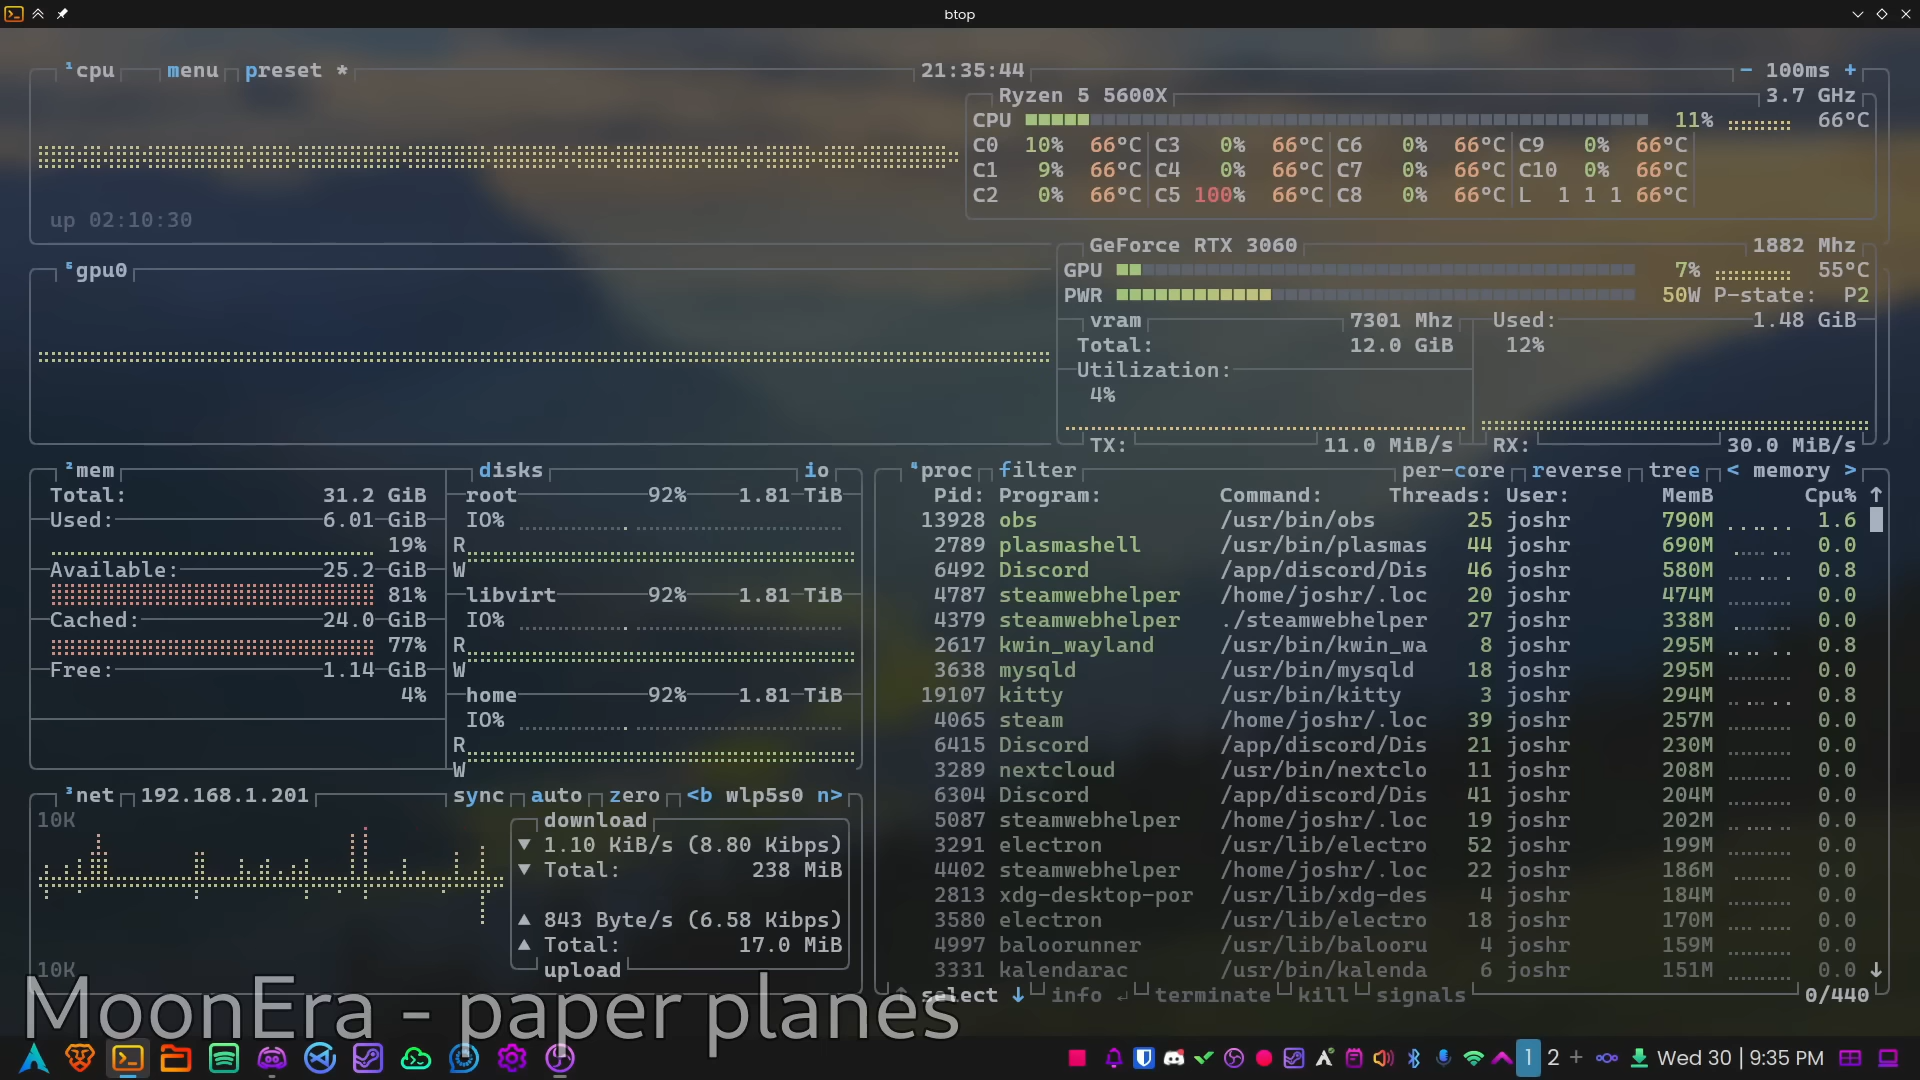 btop
¹cpu menu preset * 21:35:44 - 100ms +
Ryzen 5 5600X 3.7 GHz
CPU 11% 66°C
C0 10% 66°C C3 0% 66°C C6 0% 66°C C9 0% 66°C
C1 9% 66°C C4 0% 66°C C7 0% 66°C C10 0% 66°C
C2 0% 66°C C5 100% 66°C C8 0% 66°C L 1 1 1 66°C
up 02:10:30
GeForce RTX 3060 1882 Mhz
⁵gpu0
GPU 7% 55°C
PWR 50W P-state: P2
vram 7301 Mhz Used: 1.48 GiB
Total: 12.0 GiB 12%
Utilization:
4%
TX: 11.0 MiB/s RX: 30.0 MiB/s
²mem
Total: 31.2 GiB
Used: 6.01 GiB
19%
Available: 25.2 GiB
81%
Cached: 24.0 GiB
77%
Free: 1.14 GiB
4%
disks io
root 92% 1.81 TiB
IO%
R
W
libvirt 92% 1.81 TiB
IO%
R
W
home 92% 1.81 TiB
IO%
R
W
³net 192.168.1.201 sync auto zero <b wlp5s0 n>
10K
download
▼ 1.10 KiB/s (8.80 Kibps)
▼ Total: 238 MiB
▲ 843 Byte/s (6.58 Kibps)
▲ Total: 17.0 MiB
upload
10K
⁴proc filter per-core reverse tree < memory >
Pid: Program: Command: Threads: User: MemB Cpu% ↑
13928 obs /usr/bin/obs 25 joshr 790M 1.6
2789 plasmashell /usr/bin/plasmas 44 joshr 690M 0.0
6492 Discord /app/discord/Dis 46 joshr 580M 0.8
4787 steamwebhelper /home/joshr/.loc 20 joshr 474M 0.0
4379 steamwebhelper ./steamwebhelper 27 joshr 338M 0.0
2617 kwin_wayland /usr/bin/kwin_wa 8 joshr 295M 0.8
3638 mysqld /usr/bin/mysqld 18 joshr 295M 0.0
19107 kitty /usr/bin/kitty 3 joshr 294M 0.8
4065 steam /home/joshr/.loc 39 joshr 257M 0.0
6415 Discord /app/discord/Dis 21 joshr 230M 0.0
3289 nextcloud /usr/bin/nextclo 11 joshr 208M 0.0
6304 Discord /app/discord/Dis 41 joshr 204M 0.0
5087 steamwebhelper /home/joshr/.loc 19 joshr 202M 0.0
3291 electron /usr/lib/electro 52 joshr 199M 0.0
4402 steamwebhelper /home/joshr/.loc 22 joshr 186M 0.0
2813 xdg-desktop-por /usr/lib/xdg-des 4 joshr 184M 0.0
3580 electron /usr/lib/electro 18 joshr 170M 0.0
4997 baloorunner /usr/lib/balooru 4 joshr 159M 0.0
3331 kalendarac /usr/bin/kalenda 6 joshr 151M 0.0 ↓
↑ select ↓ info ↵ terminate kill signals 0/440
MoonEra - paper planes
1 2 + Wed 30 | 9:35 PM